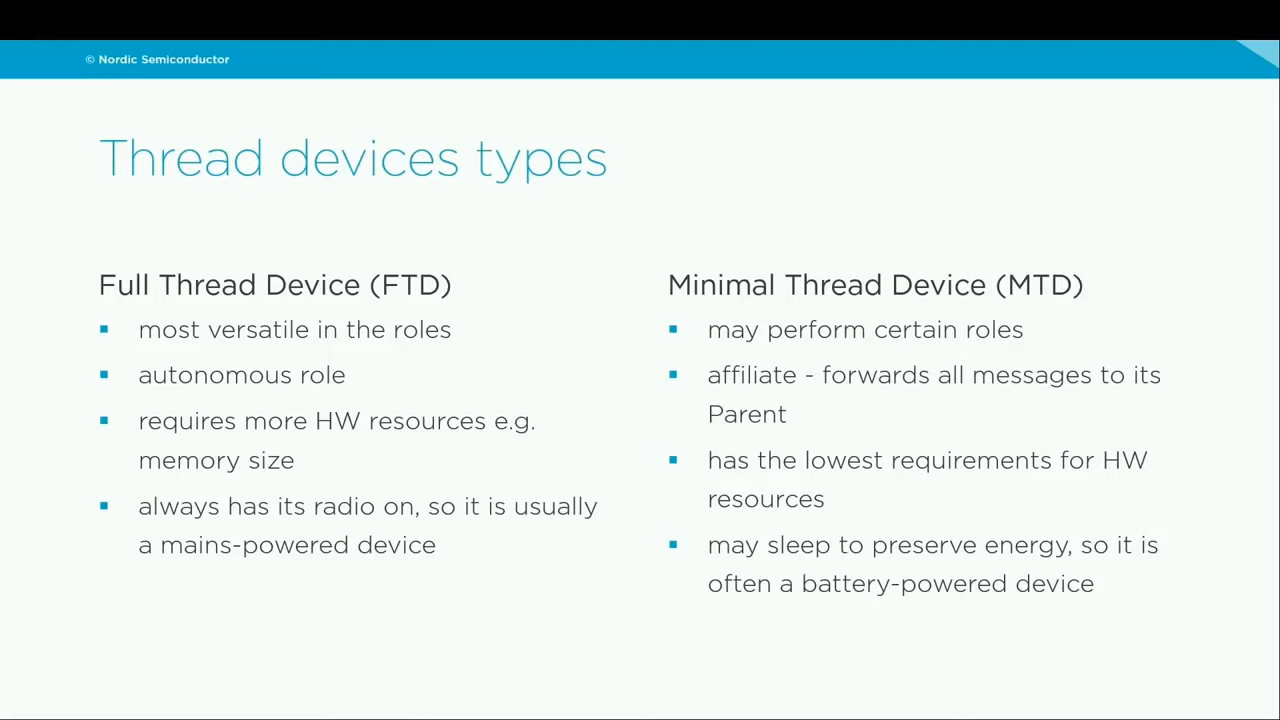 © Nordic Semiconductor
Thread devices types
Full Thread Device (FTD)
▪ most versatile in the roles
▪ autonomous role
▪ requires more HW resources e.g.
memory size
▪ always has its radio on, so it is usually
a mains-powered device
Minimal Thread Device (MTD)
▪ may perform certain roles
▪ affiliate - forwards all messages to its
Parent
▪ has the lowest requirements for HW
resources
▪ may sleep to preserve energy, so it is
often a battery-powered device